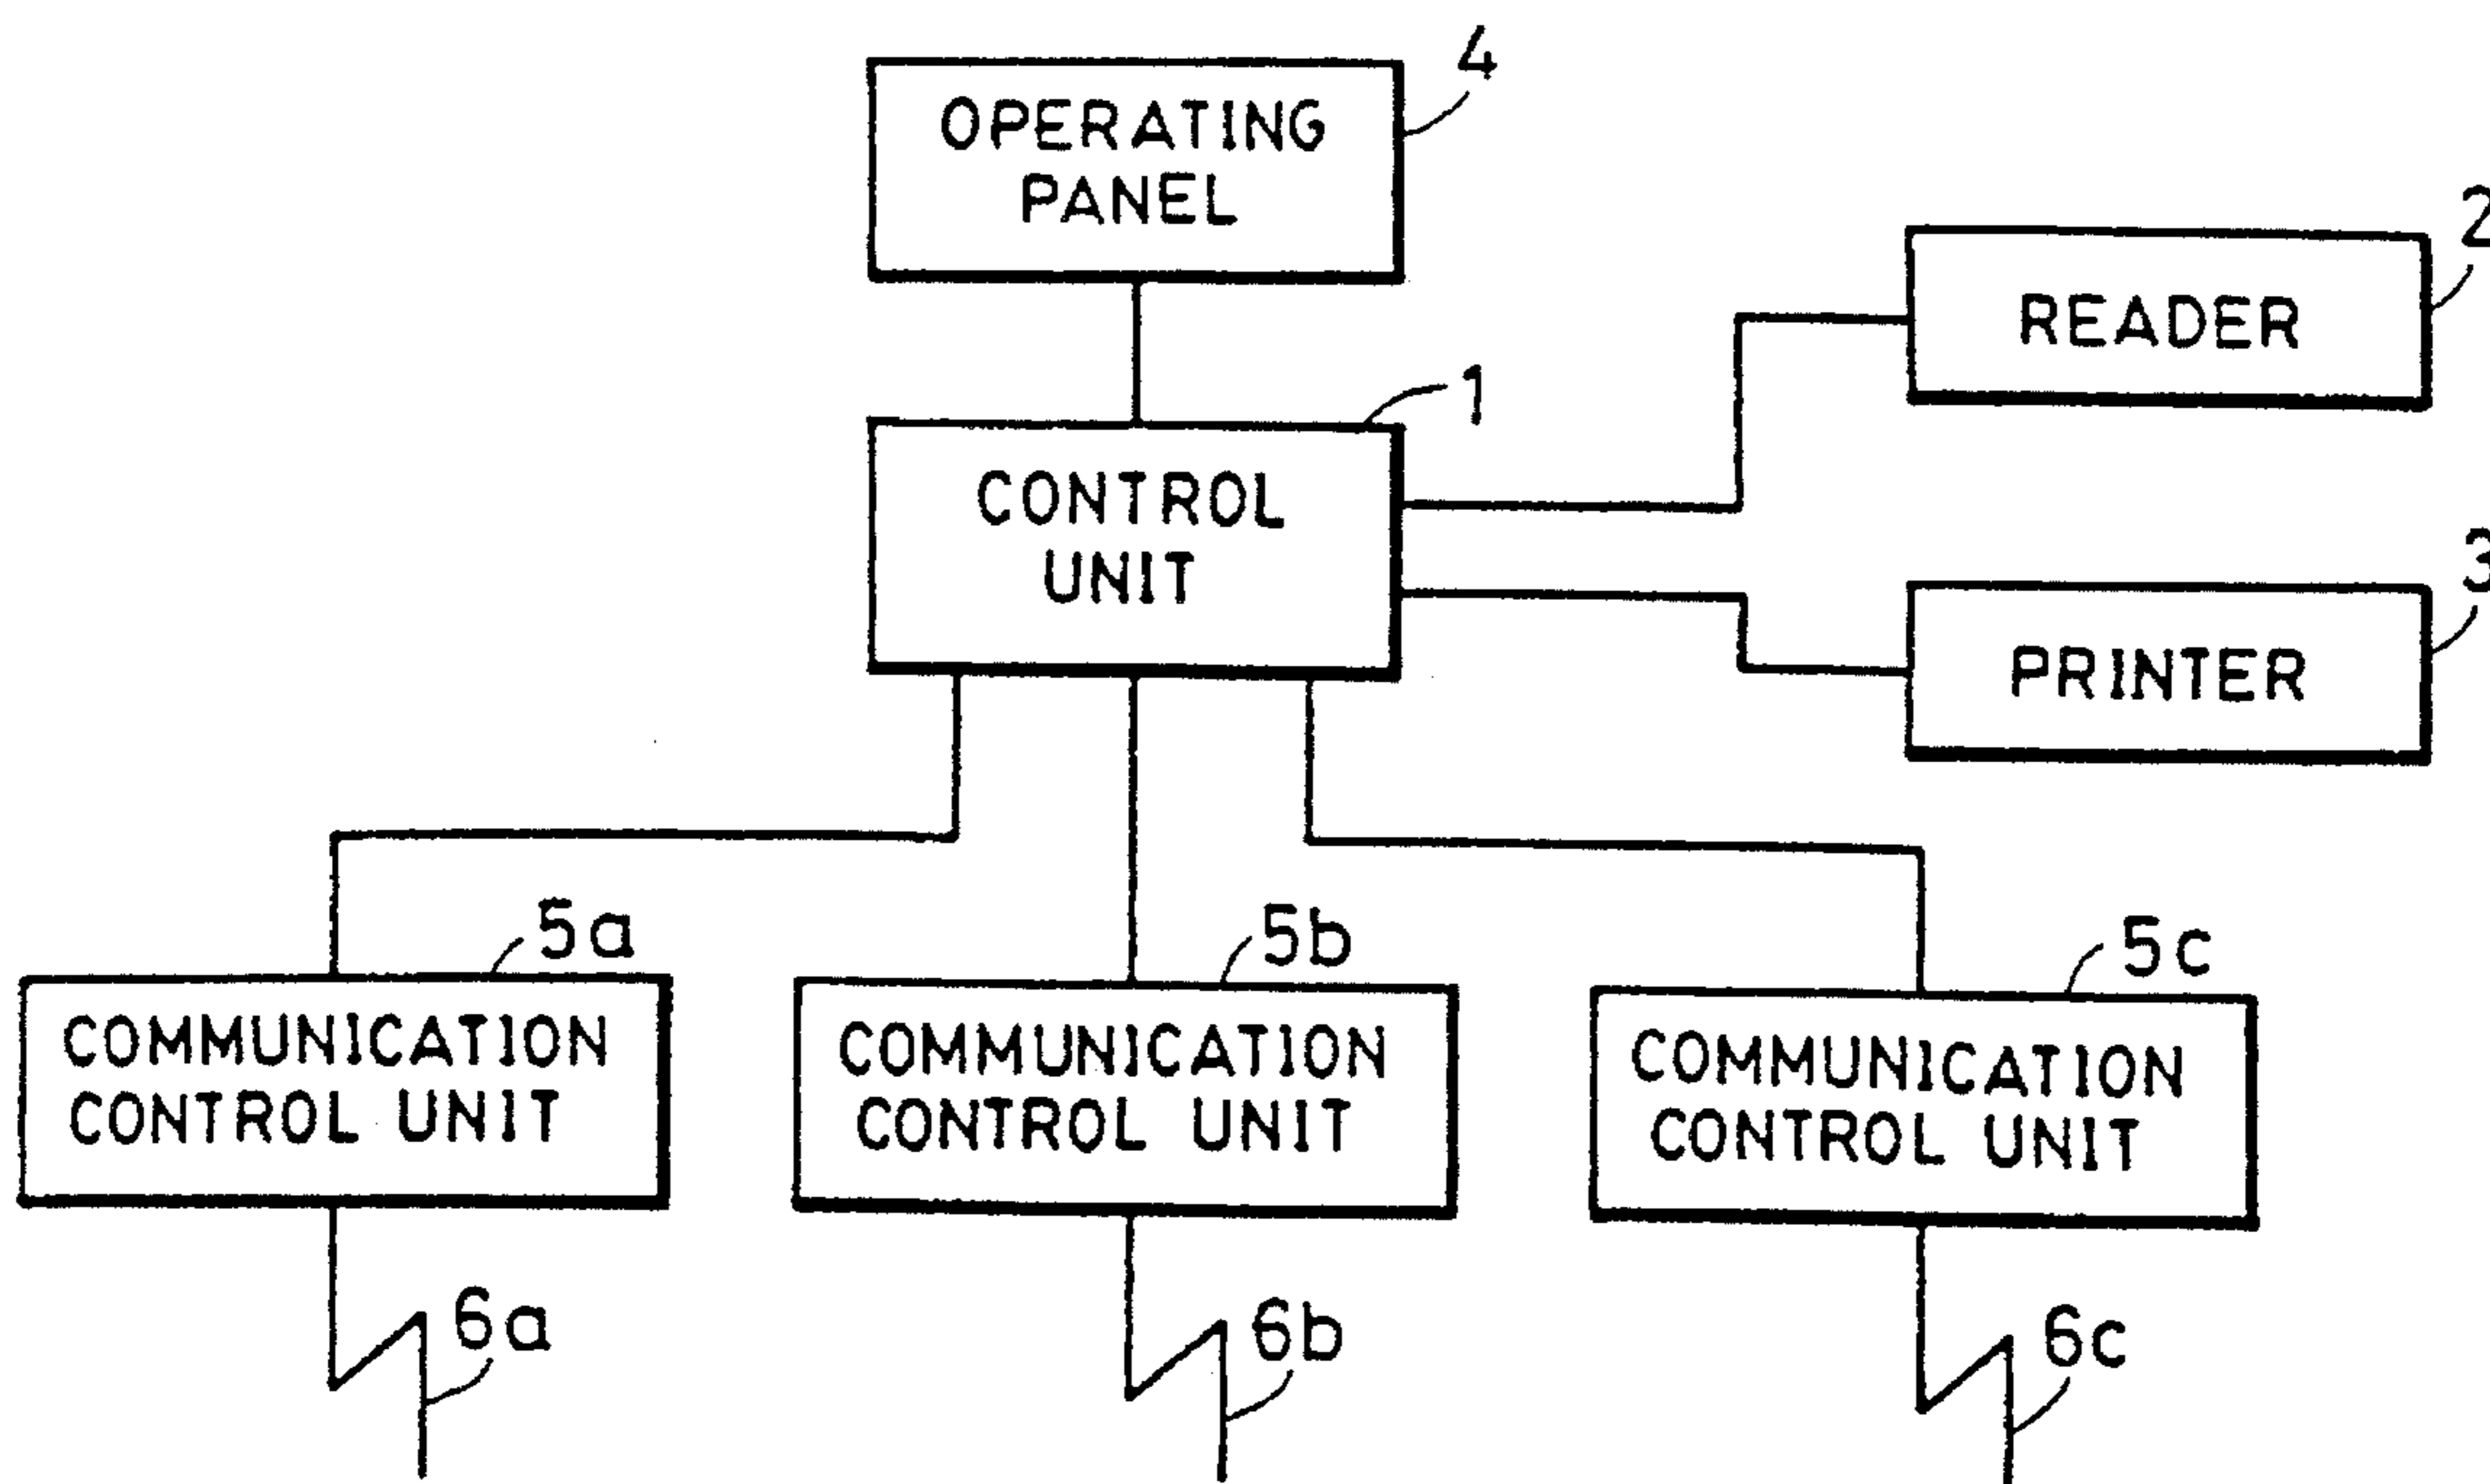 4
OPERATING
PANEL
2
READER
1
CONTROL
UNIT
3
PRINTER
5a
5b
5c
COMMUNICATION
CONTROL UNIT
COMMUNICATION
CONTROL UNIT
COMMUNICATION
CONTROL UNIT
6a
6b
6c